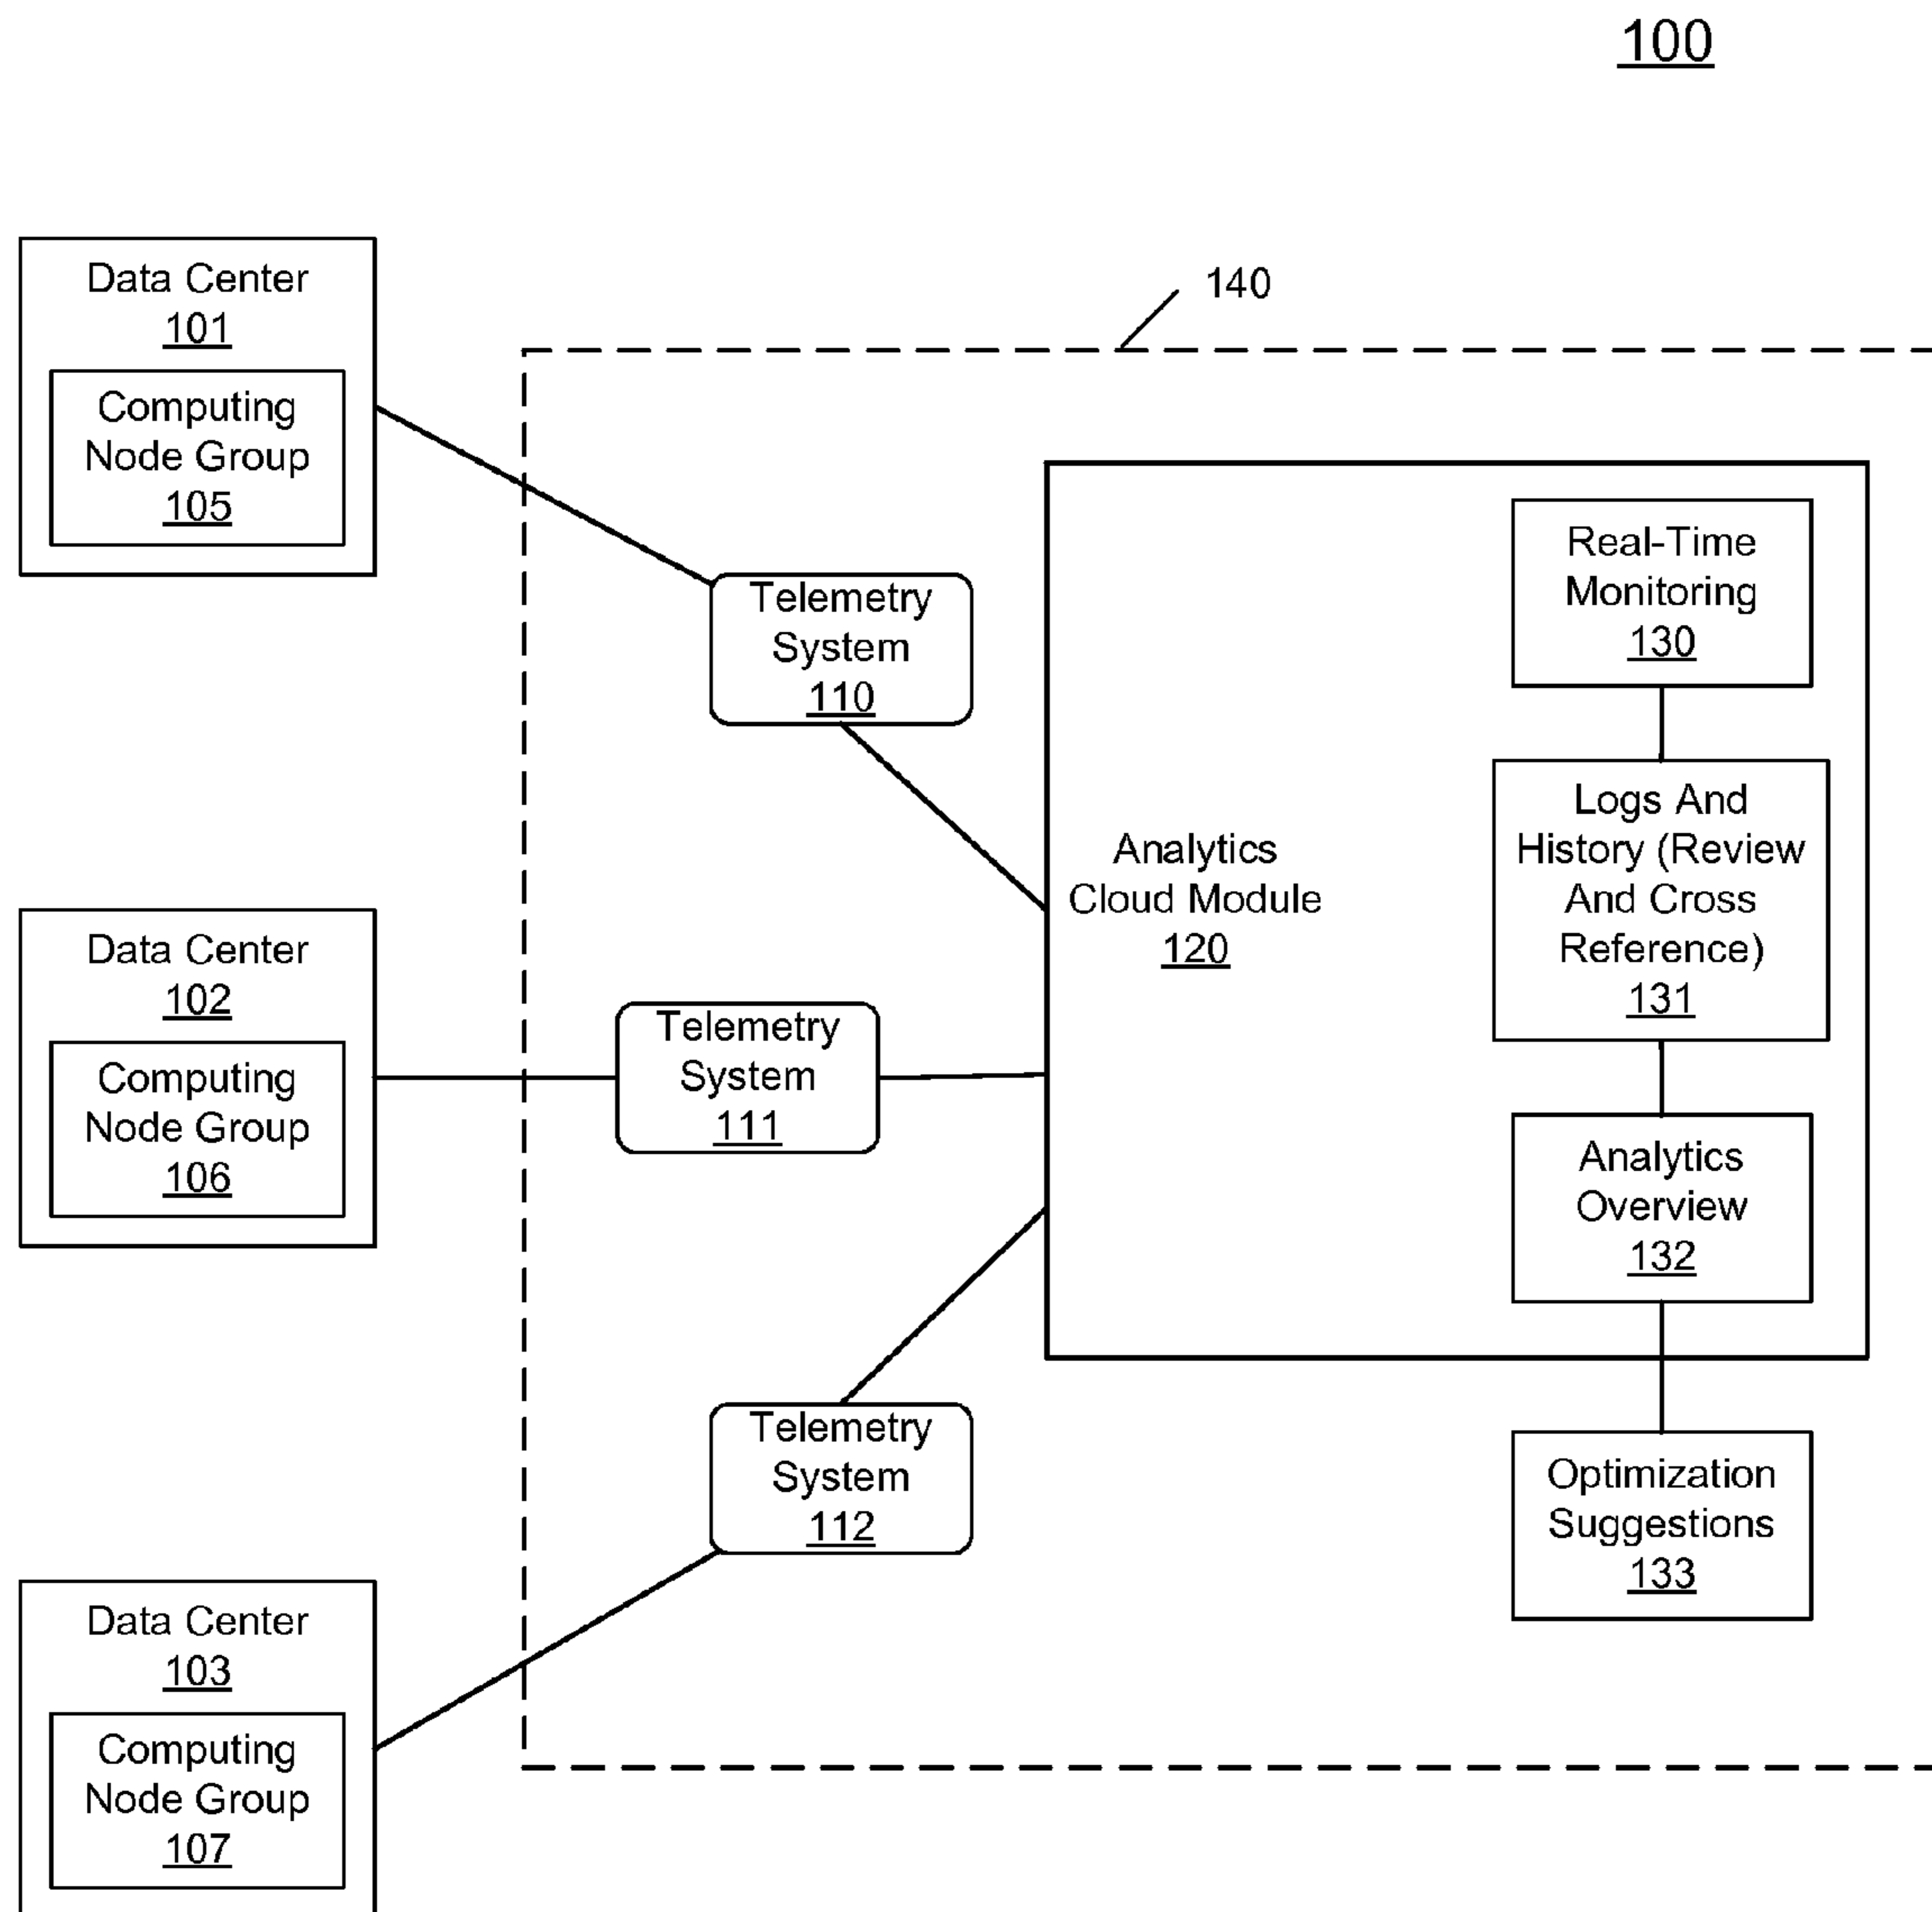 100
Data Center
101
Computing
Node Group
105
140
Telemetry
System
110
Real-Time
Monitoring
130
Analytics
Cloud Module
120
Logs And
History (Review
And Cross
Reference)
131
Data Center
102
Computing
Node Group
106
Telemetry
System
111
Analytics
Overview
132
Telemetry
System
112
Optimization
Suggestions
133
Data Center
103
Computing
Node Group
107